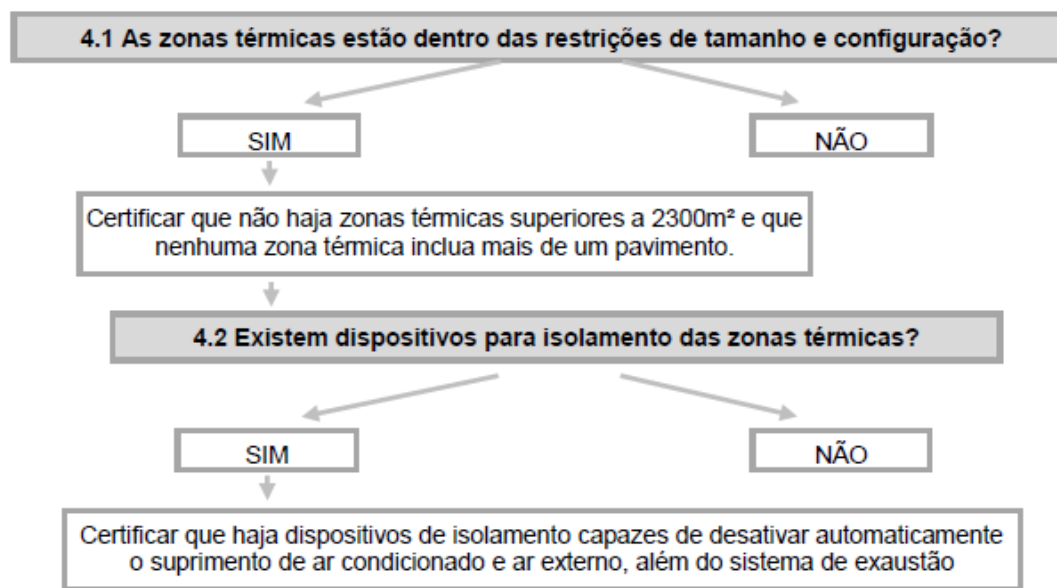 4.1 As zonas térmicas estão dentro das restrições de tamanho e configuração?
SIM
NÃO
Certificar que não haja zonas térmicas superiores a 2300m² e que
nenhuma zona térmica inclua mais de um pavimento.
4.2 Existem dispositivos para isolamento das zonas térmicas?
SIM
NÃO
Certificar que haja dispositivos de isolamento capazes de desativar automaticamente
o suprimento de ar condicionado e ar externo, além do sistema de exaustão